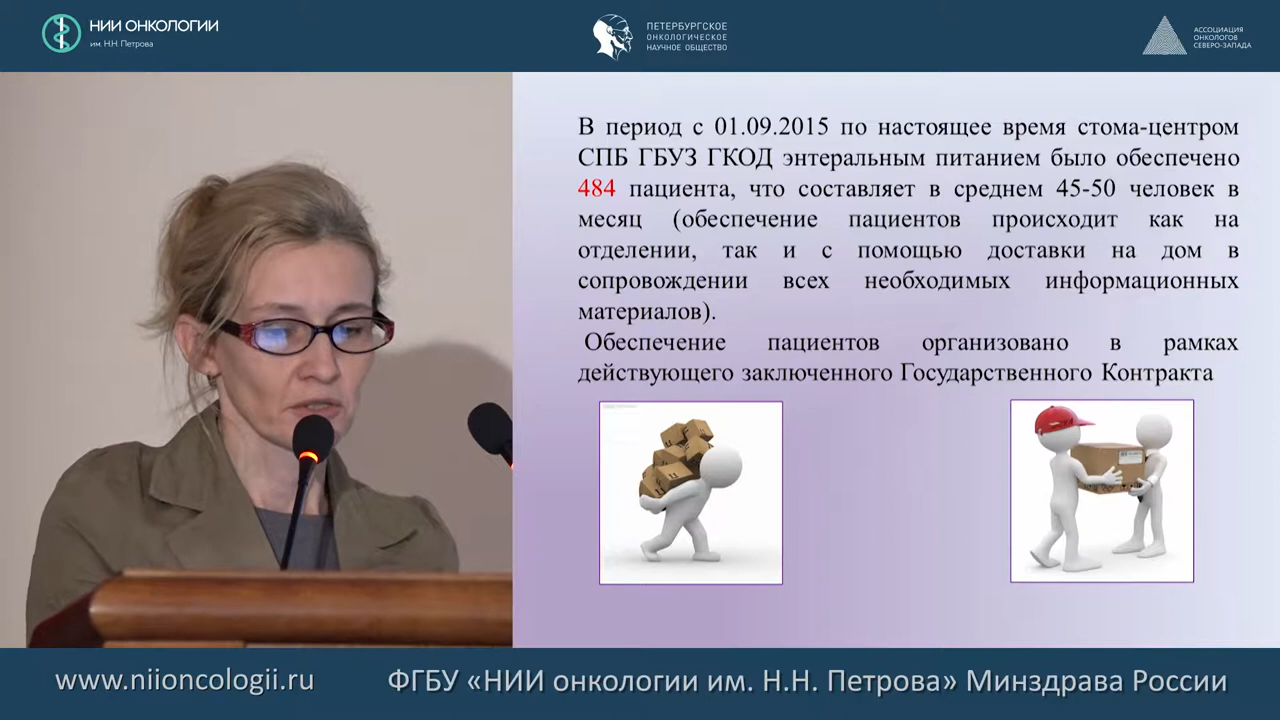 НИИ ОНКОЛОГИИ
им. Н.Н. Петрова
ПЕТЕРБУРГСКОЕ
ОНКОЛОГИЧЕСКОЕ
НАУЧНОЕ ОБЩЕСТВО
АССОЦИАЦИЯ
ОНКОЛОГОВ
СЕВЕРО-ЗАПАДА
В период с 01.09.2015 по настоящее время стома-центром
СПБ ГБУЗ ГКОД энтеральным питанием было обеспечено
484 пациента, что составляет в среднем 45-50 человек в
месяц (обеспечение пациентов происходит как на
отделении, так и с помощью доставки на дом в
сопровождении всех необходимых информационных
материалов).
Обеспечение пациентов организовано в рамках
действующего заключенного Государственного Контракта
www.niioncologii.ru
ФГБУ «НИИ онкологии им. Н.Н. Петрова» Минздрава России